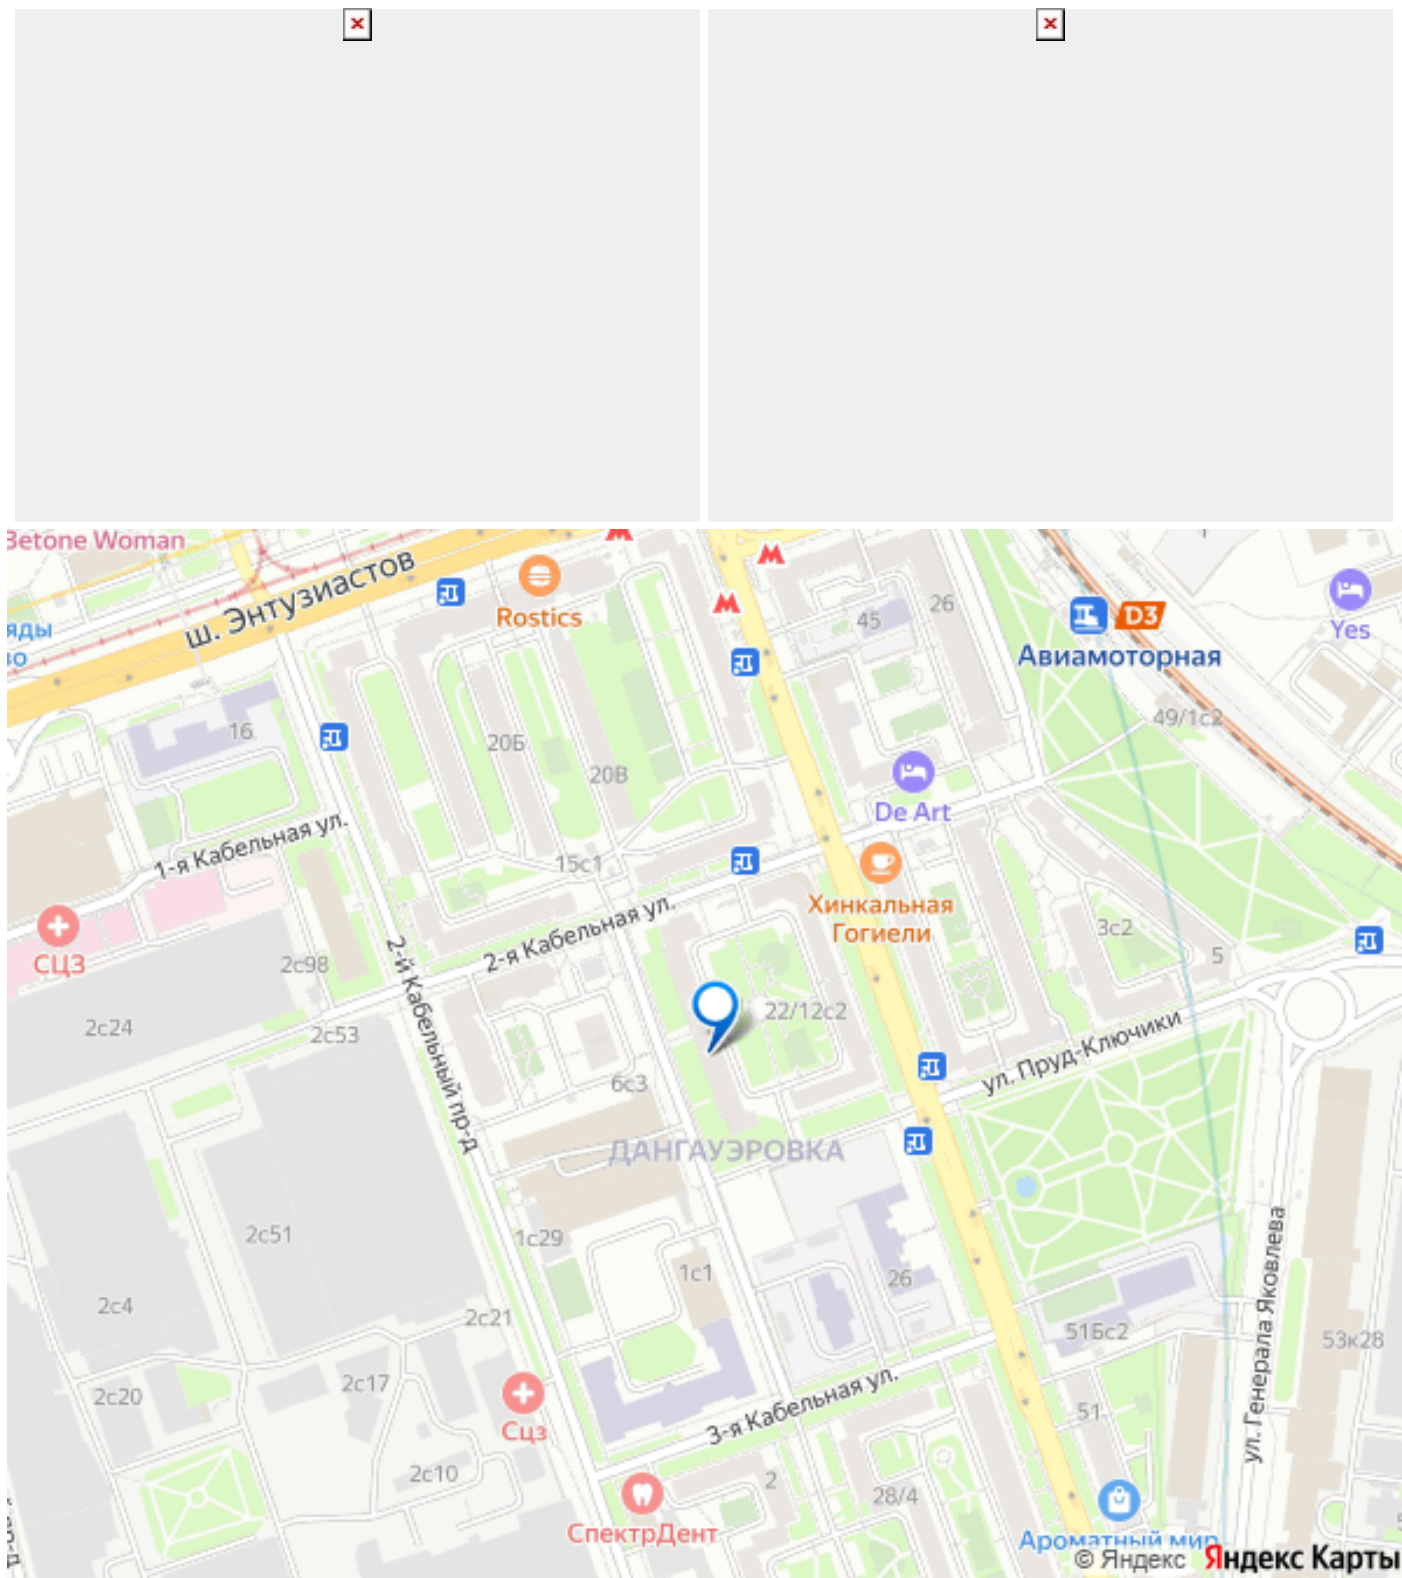 Betone Woman
ш. Энтузиастов
Rostics
26
45
D3
Авиамоторная
Yes
16
20Б
20В
49/1с2
De Art
1-я Кабельная ул.
15с1
Хинкальная
Гогиели
СЦЗ
2с98
2-я Кабельная ул.
3с2
5
2с24
2с53
2-й Кабельный пр-д
22/12с2
ул. Пруд-Ключики
6с3
ДАНГАУЭРОВКА
2с51
1с29
1с1
26
2с4
2с21
51Бс2
ул. Генерала Яковлева
53к28
2с20
2с17
Сцз
3-я Кабельная ул.
51
2с10
2
28/4
СпектрДент
Ароматный мир
© Яндекс Яндекс Карты